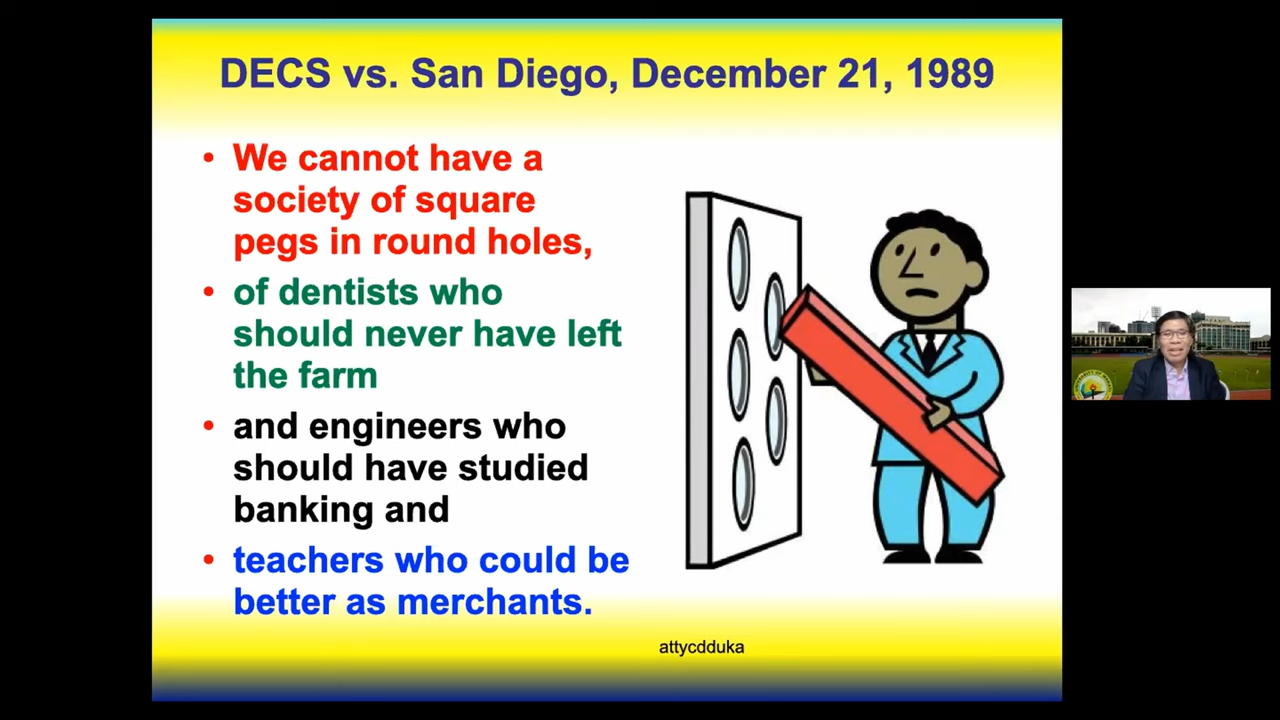 DECS vs. San Diego, December 21, 1989
• We cannot have a
society of square
pegs in round holes,
• of dentists who
should never have left
the farm
• and engineers who
should have studied
banking and
• teachers who could be
better as merchants.
attycdduka